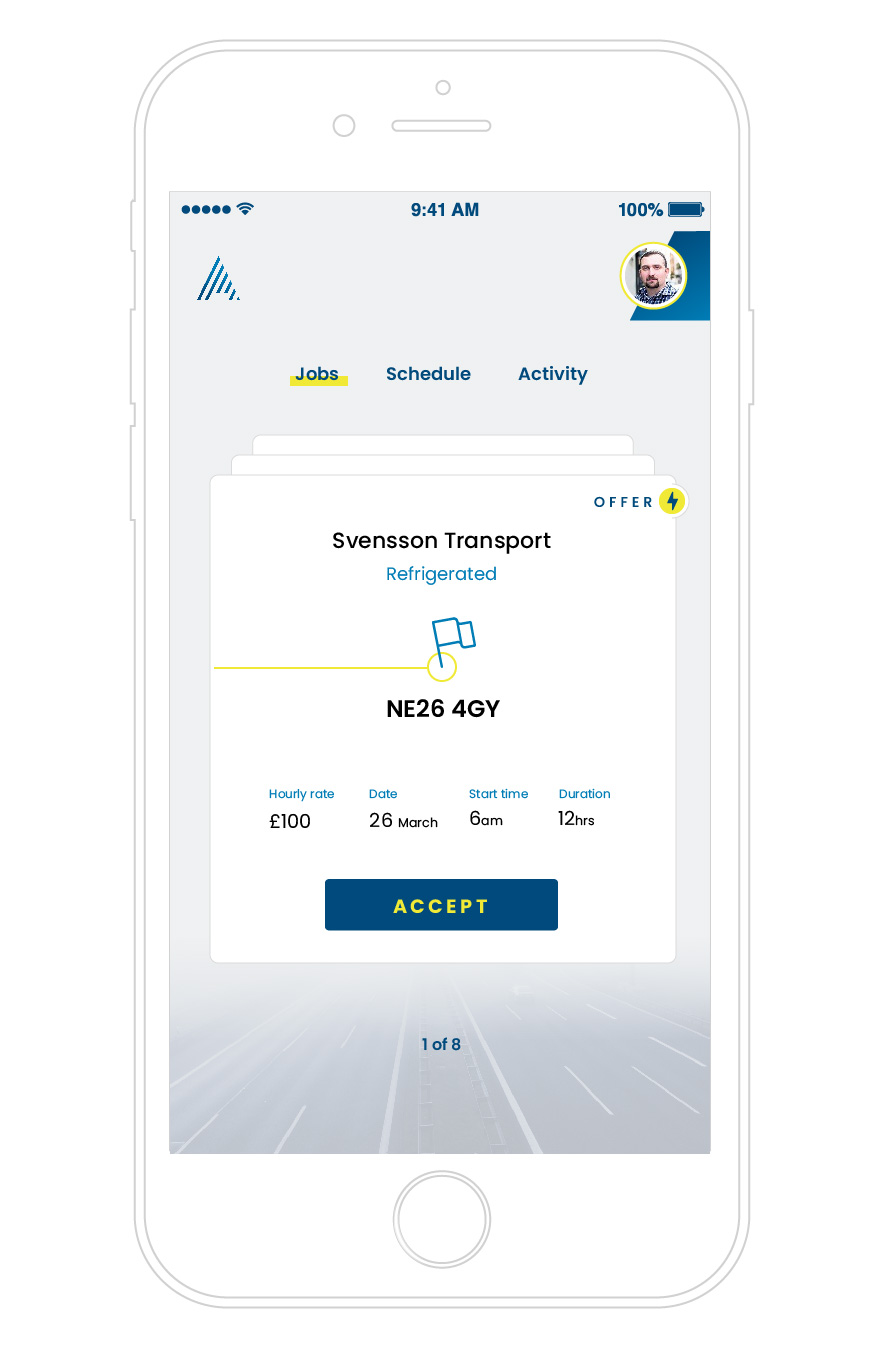 9:41 AM
100%
Jobs Schedule Activity
OFFER
Svensson Transport
Refrigerated
NE26 4GY
Hourly rate Date Start time Duration
£100 26 March 6am 12hrs
ACCEPT
1 of 8